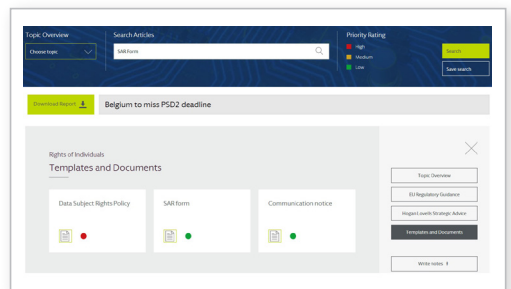 Topic Overview
Choose topic
Search Articles
SAR Form
Priority Rating
High
Medium
Low
Search
Save search
Download Report
Belgium to miss PSD2 deadline
Rights of Individuals
Templates and Documents
Data Subject Rights Policy
SAR form
Communication notice
Topic Overview
EU Regulatory Guidance
Hogan Lovells Strategic Advice
Templates and Documents
Write notes